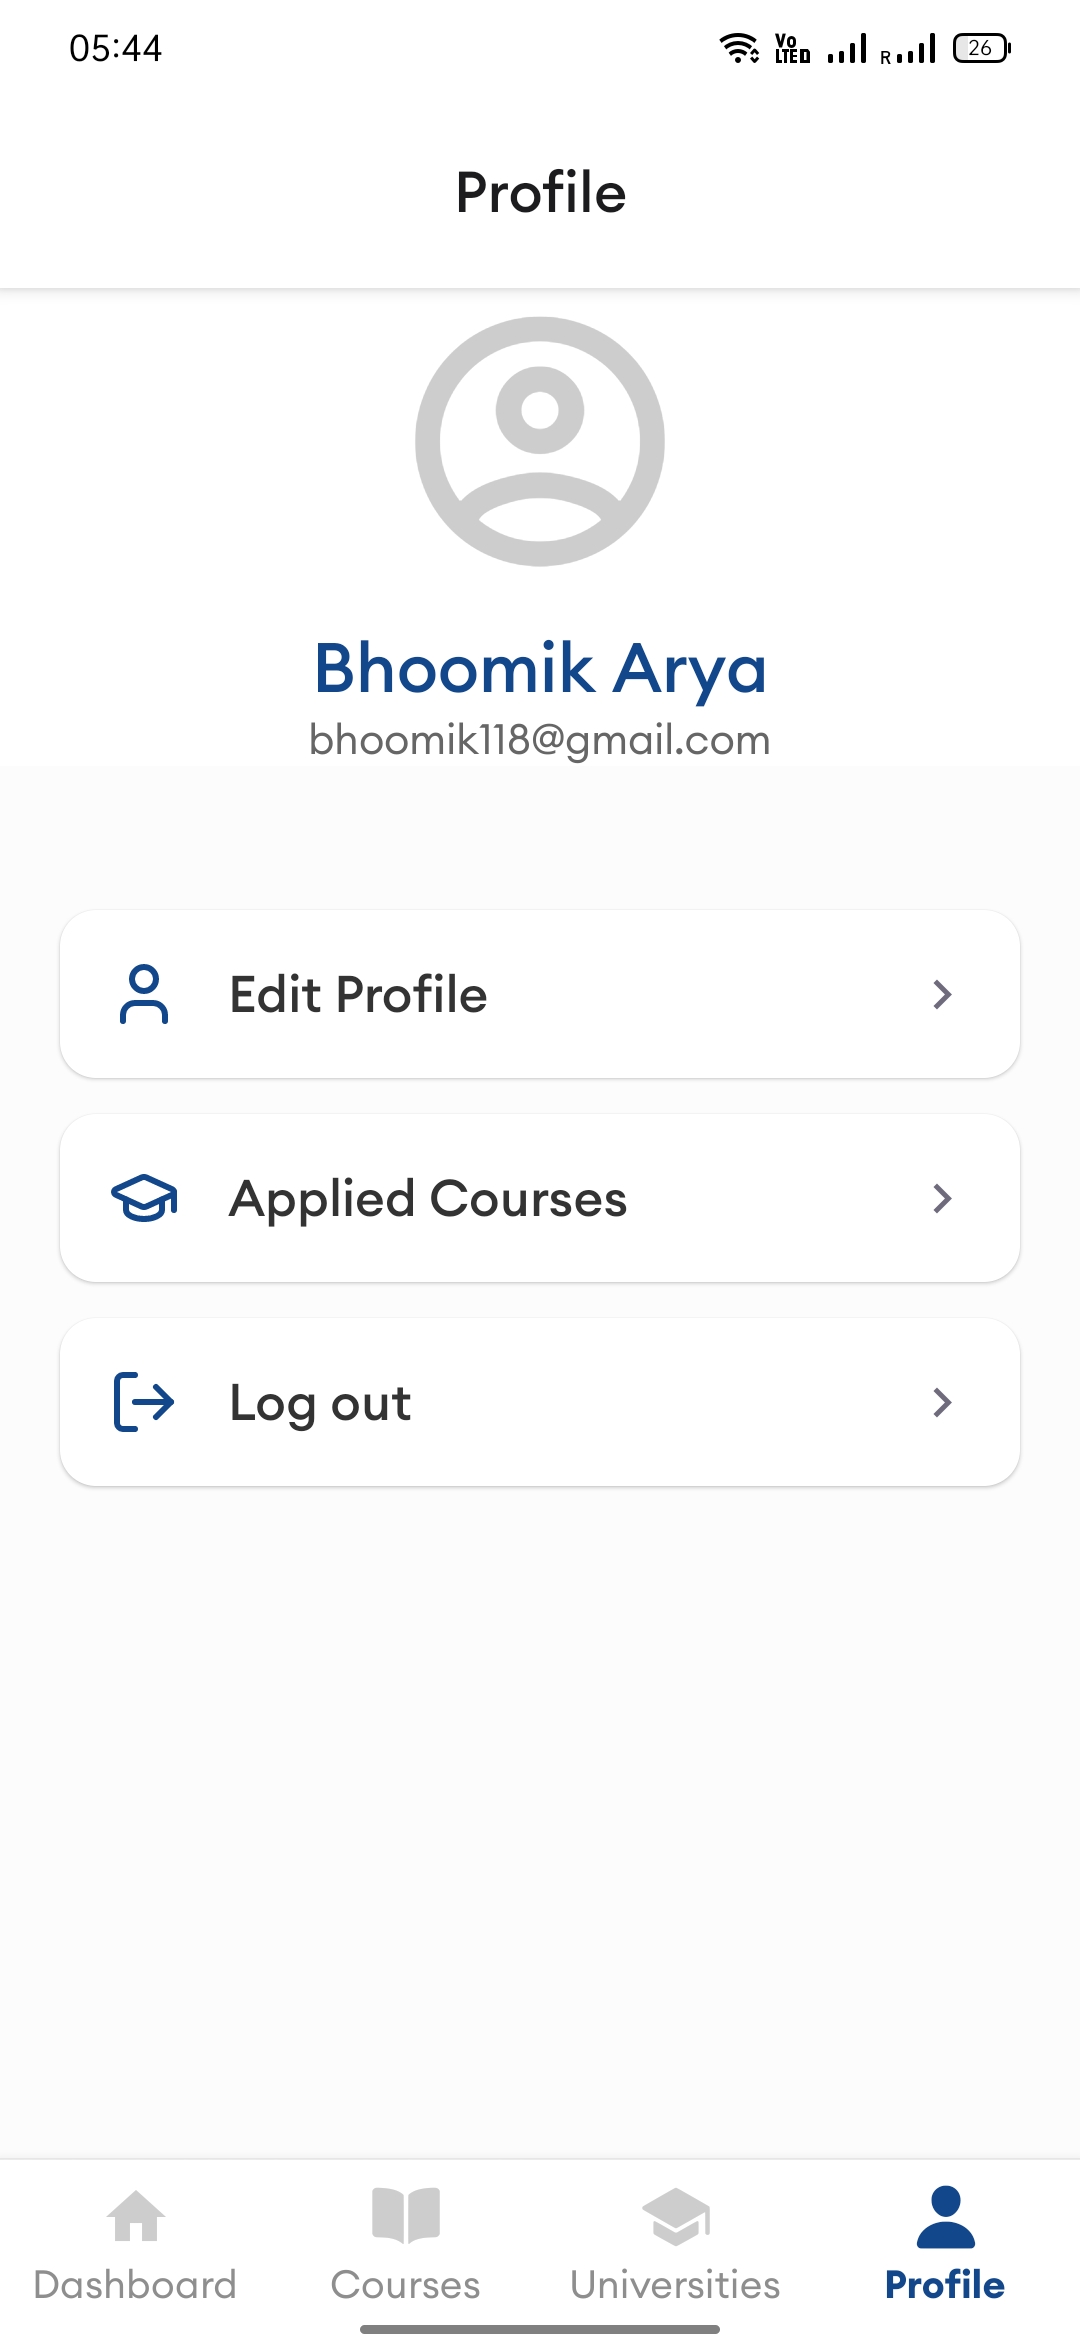 05:44 Vo LTED R 26
Profile
Bhoomik Arya
bhoomik118@gmail.com
Edit Profile
Applied Courses
Log out
Dashboard Courses Universities Profile